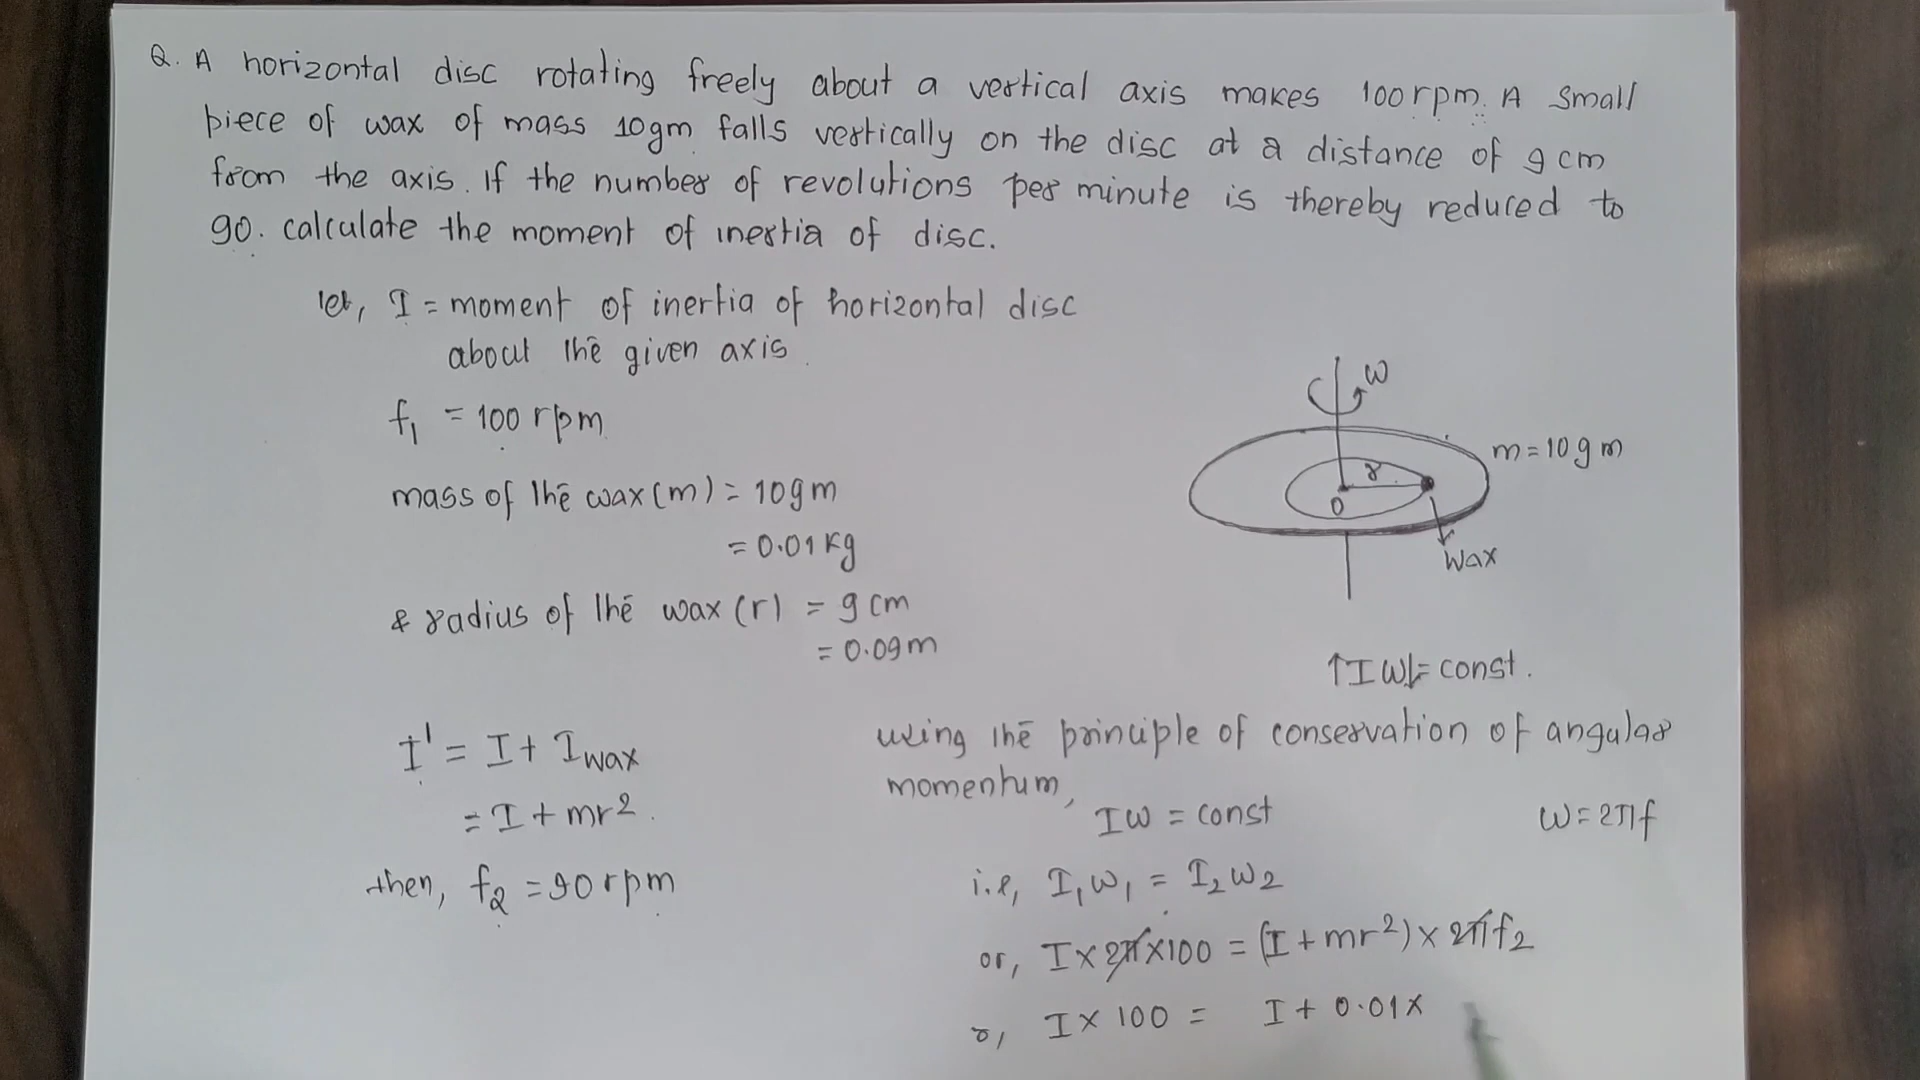 Q. A horizontal disc rotating freely about a vertical axis makes 100rpm. A small
piece of wax of mass 10gm falls vertically on the disc at a distance of 9cm
from the axis. If the number of revolutions per minute is thereby reduced to
90. calculate the moment of inertia of disc.
let, I = moment of inertia of horizontal disc
about the given axis.
f₁ = 100 rpm
mass of the wax (m) = 10gm
= 0.01 Kg
& radius of the wax (r) = 9 cm
= 0.09m
I' = I + I wax
= I + mr².
then, f₂ = 90 rpm
ω
m = 10 gm
r
O
Wax
↑Iω↓ = const.
using the principle of conservation of angular
momentum,
Iω = const
ω = 2πf
i.e, I₁ω₁ = I₂ω₂
or, I × 2π × 100 = (I + mr²) × 2πf₂
or, I × 100 = I + 0.01 ×